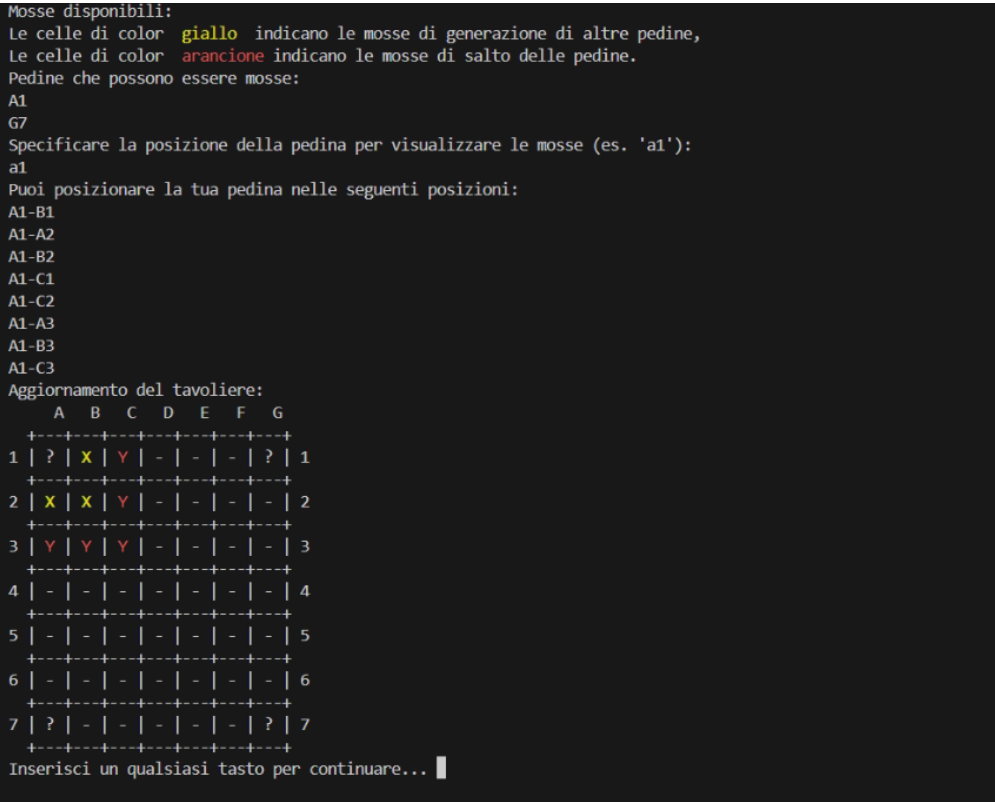 Mosse disponibili:
Le celle di color  giallo  indicano le mosse di generazione di altre pedine,
Le celle di color  arancione indicano le mosse di salto delle pedine.
Pedine che possono essere mosse:
A1
G7
Specificare la posizione della pedina per visualizzare le mosse (es. 'a1'):
a1
Puoi posizionare la tua pedina nelle seguenti posizioni:
A1-B1
A1-A2
A1-B2
A1-C1
A1-C2
A1-A3
A1-B3
A1-C3
Aggiornamento del tavoliere:
    A   B   C   D   E   F   G
  +---+---+---+---+---+---+---+
1 | ? | X | Y | - | - | - | ? | 1
  +---+---+---+---+---+---+---+
2 | X | X | Y | - | - | - | - | 2
  +---+---+---+---+---+---+---+
3 | Y | Y | Y | - | - | - | - | 3
  +---+---+---+---+---+---+---+
4 | - | - | - | - | - | - | - | 4
  +---+---+---+---+---+---+---+
5 | - | - | - | - | - | - | - | 5
  +---+---+---+---+---+---+---+
6 | - | - | - | - | - | - | - | 6
  +---+---+---+---+---+---+---+
7 | ? | - | - | - | - | - | ? | 7
  +---+---+---+---+---+---+---+
Inserisci un qualsiasi tasto per continuare...